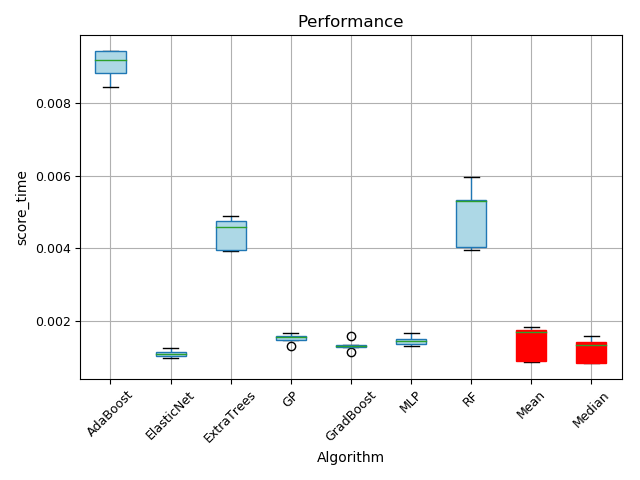 Performance
score_time
0.008
0.006
0.004
0.002
AdaBoost
ElasticNet
ExtraTrees
GP
GradBoost
MLP
RF
Mean
Median
Algorithm